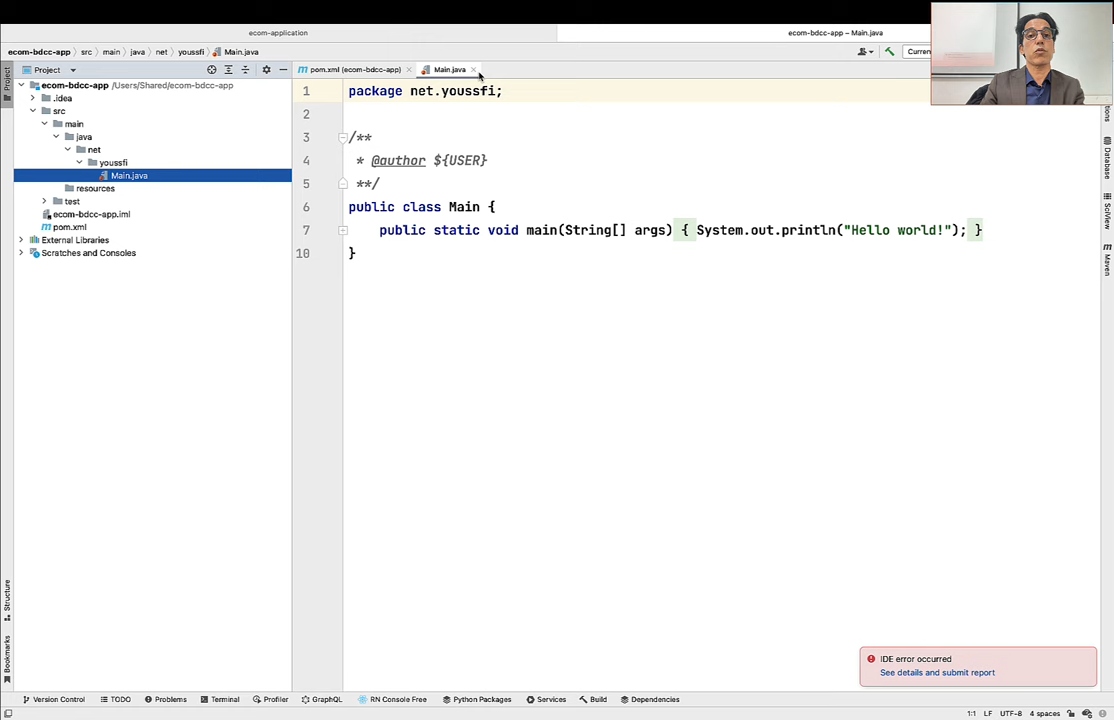 ecom-application
ecom-bdcc-app – Main.java
ecom-bdcc-app src main java net youssfi Main.java
Project
pom.xml (ecom-bdcc-app)
Main.java
ecom-bdcc-app /Users/Shared/ecom-bdcc-app
.idea
src
main
java
net
youssfi
Main.java
resources
test
ecom-bdcc-app.iml
pom.xml
External Libraries
Scratches and Consoles
1 package net.youssfi;
2
3 /**
4 * @author ${USER}
5 **/
6 public class Main {
7 public static void main(String[] args) { System.out.println("Hello world!"); }
10 }
Project
Structure
Bookmarks
Database
SciView
Maven
IDE error occurred
See details and submit report
Version Control
TODO
Problems
Terminal
Profiler
GraphQL
RN Console Free
Python Packages
Services
Build
Dependencies
1:1 LF UTF-8 4 spaces